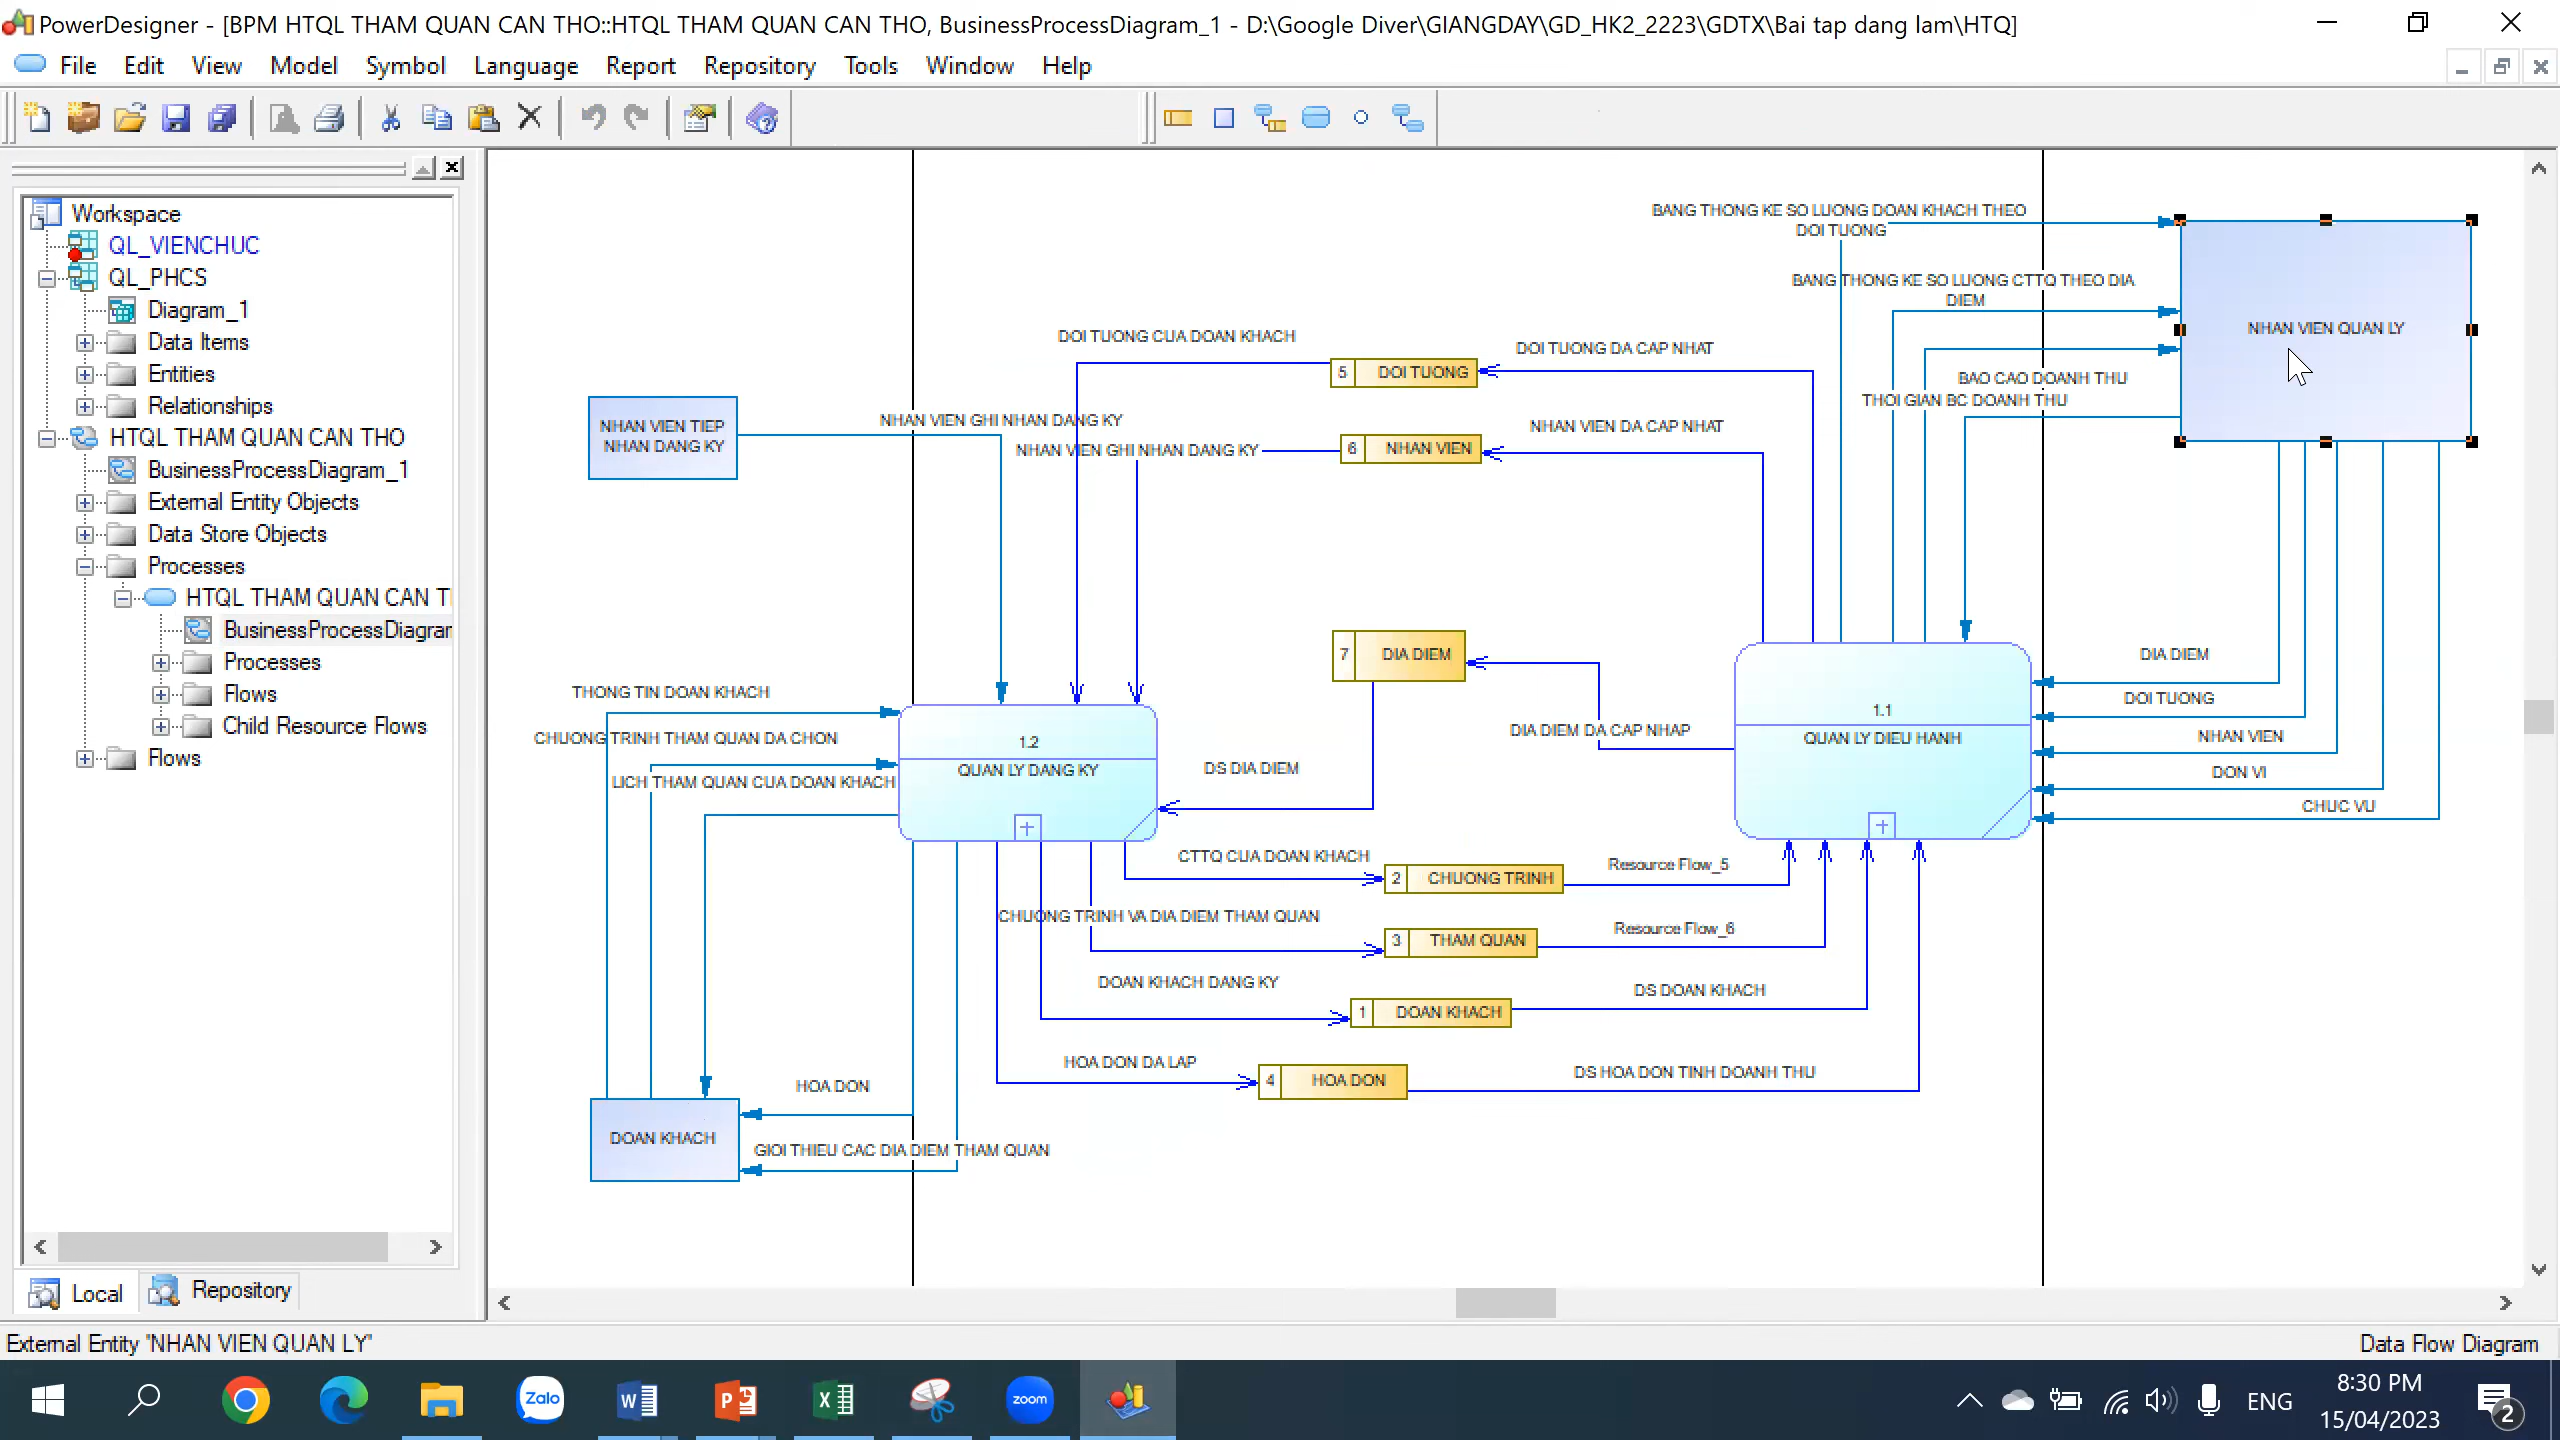 PowerDesigner - [BPM HTQL THAM QUAN CAN THO::HTQL THAM QUAN CAN THO, BusinessProcessDiagram_1 - D:\Google Diver\GIANGDAY\GD_HK2_2223\GDTX\Bai tap dang lam\HTQ]
File Edit View Model Symbol Language Report Repository Tools Window Help
Workspace
QL_VIENCHUC
QL_PHCS
Diagram_1
Data Items
Entities
Relationships
HTQL THAM QUAN CAN THO
BusinessProcessDiagram_1
External Entity Objects
Data Store Objects
Processes
HTQL THAM QUAN CAN T
BusinessProcessDiagram
Processes
Flows
Child Resource Flows
Flows
Local
Repository
BANG THONG KE SO LUONG DOAN KHACH THEO
DOI TUONG
BANG THONG KE SO LUONG CTTQ THEO DIA
DIEM
NHAN VIEN QUAN LY
DOI TUONG CUA DOAN KHACH
DOI TUONG DA CAP NHAT
5 DOI TUONG
BAO CAO DOANH THU
THOI GIAN BC DOANH THU
NHAN VIEN TIEP
NHAN DANG KY
NHAN VIEN GHI NHAN DANG KY
NHAN VIEN DA CAP NHAT
NHAN VIEN GHI NHAN DANG KY
6 NHAN VIEN
7 DIA DIEM
DIA DIEM
THONG TIN DOAN KHACH
DOI TUONG
1.1
QUAN LY DIEU HANH
DIA DIEM DA CAP NHAP
NHAN VIEN
CHUONG TRINH THAM QUAN DA CHON
1.2
QUAN LY DANG KY
DS DIA DIEM
DON VI
LICH THAM QUAN CUA DOAN KHACH
CHUC VU
CTTQ CUA DOAN KHACH
2 CHUONG TRINH
Resource Flow_5
CHUONG TRINH VA DIA DIEM THAM QUAN
3 THAM QUAN
Resource Flow_6
DOAN KHACH DANG KY
DS DOAN KHACH
1 DOAN KHACH
HOA DON DA LAP
4 HOA DON
DS HOA DON TINH DOANH THU
HOA DON
DOAN KHACH
GIOI THIEU CAC DIA DIEM THAM QUAN
External Entity 'NHAN VIEN QUAN LY'
Data Flow Diagram
Zalo
zoom
ENG
8:30 PM
15/04/2023
2